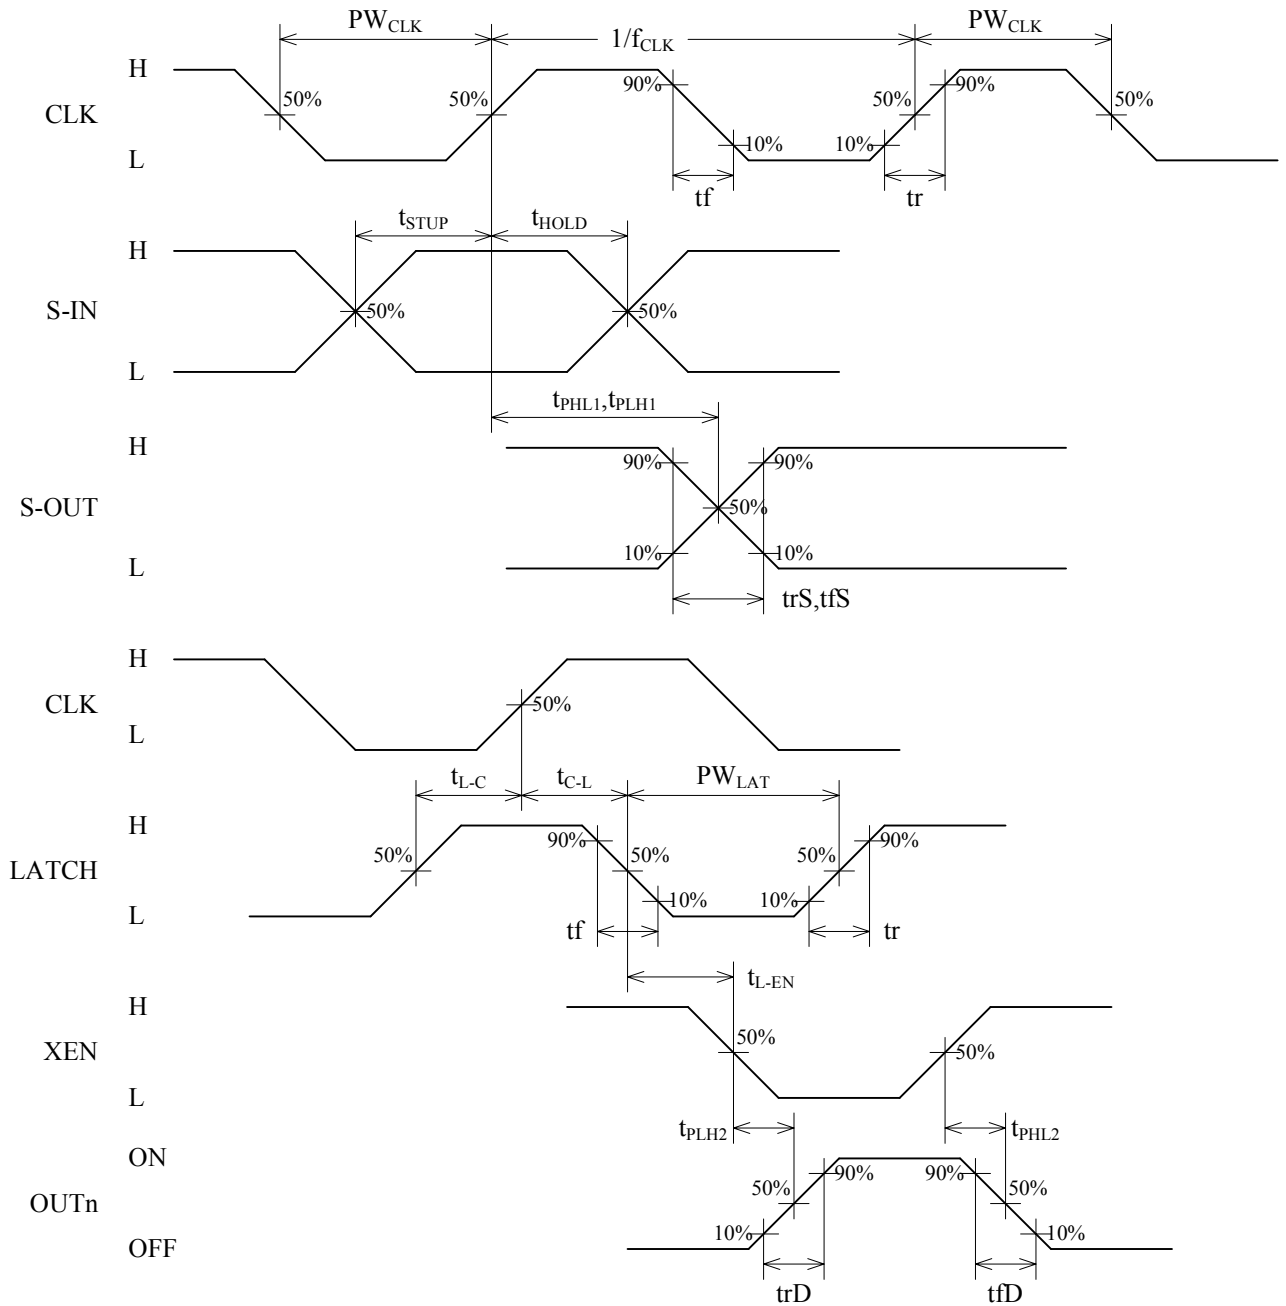 PW_CLK 1/f_CLK PW_CLK
H
CLK 50% 50% 90% 50% 90% 50%
L 10% 10%
tf tr
t_STUP t_HOLD
H
S-IN 50% 50%
L
t_PHL1,t_PLH1
H
90% 90%
S-OUT 50%
10% 10%
L
trS,tfS
H
CLK 50%
L
t_L-C t_C-L PW_LAT
H
90% 90%
LATCH 50% 50% 50%
10% 10%
L
tf tr
t_L-EN
H
XEN 50% 50%
L
t_PLH2 t_PHL2
ON
90% 90%
OUTn 50% 50%
10% 10%
OFF
trD tfD